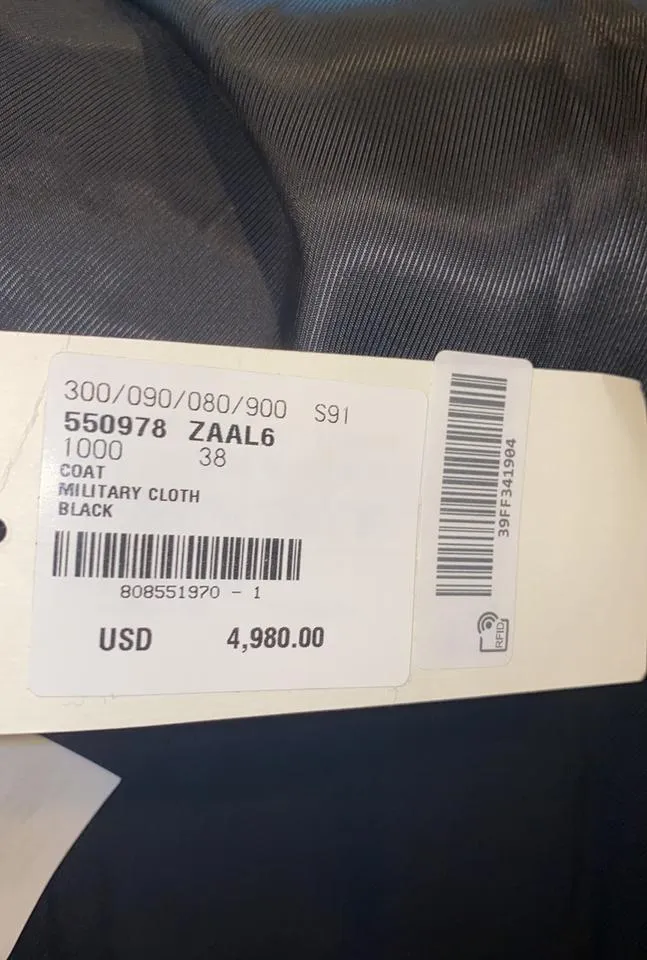 300/090/080/900 S91
550978 ZAAL6
1000 38
COAT
MILITARY CLOTH
BLACK
808551970 - 1
USD 4,980.00
39FF341904
RFID